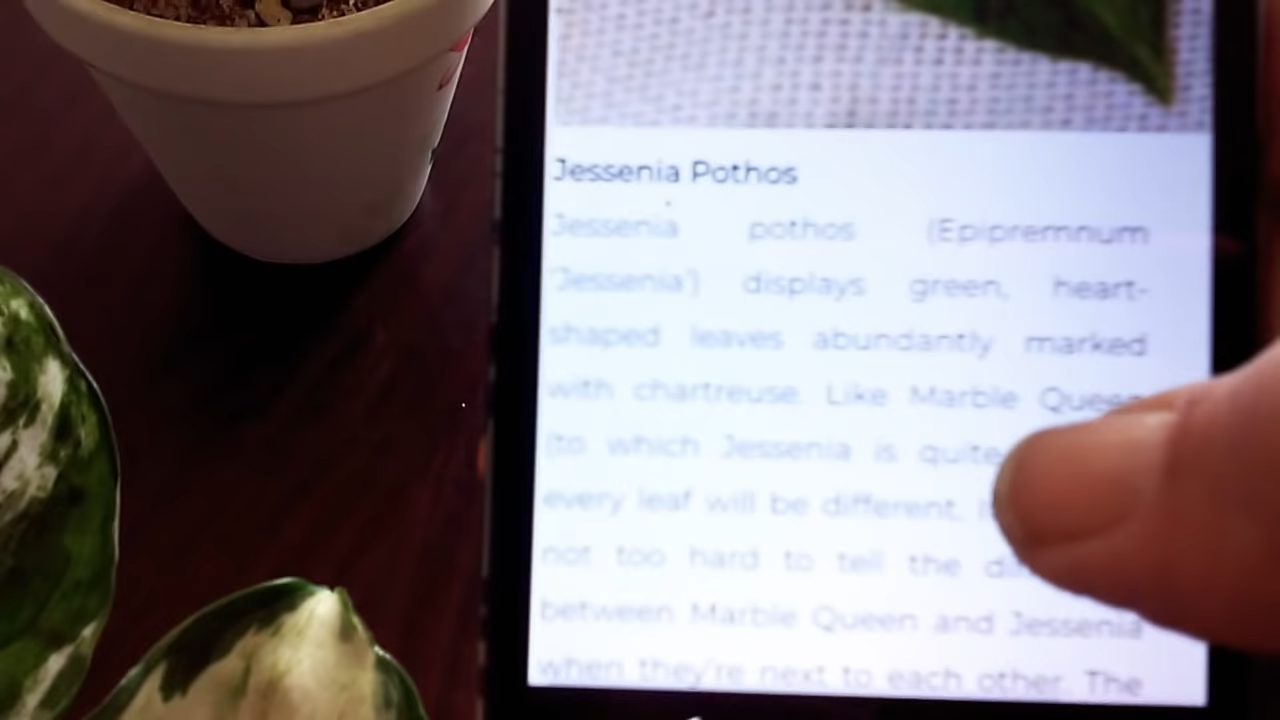 Jessenia Pothos
Jessenia pothos (Epipremnum
'Jessenia') displays green, heart-
shaped leaves abundantly marked
with chartreuse. Like Marble Queen
(to which Jessenia is quite
every leaf will be different.
not too hard to tell the
between Marble Queen and Jessenia
when they're next to each other. The